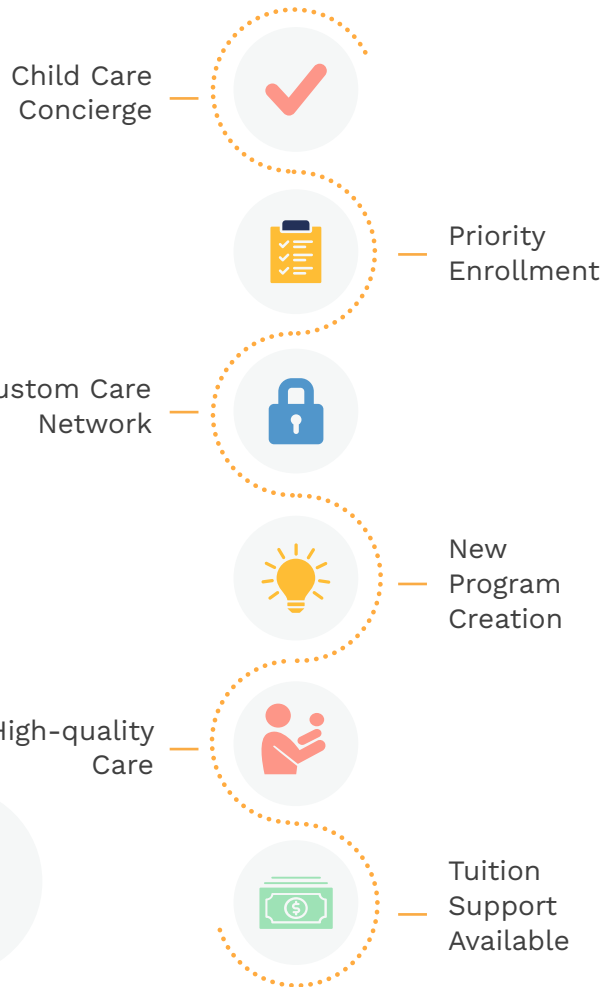 Child Care
Concierge
Priority
Enrollment
ustom Care
Network
New
Program
Creation
High-quality
Care
Tuition
Support
Available